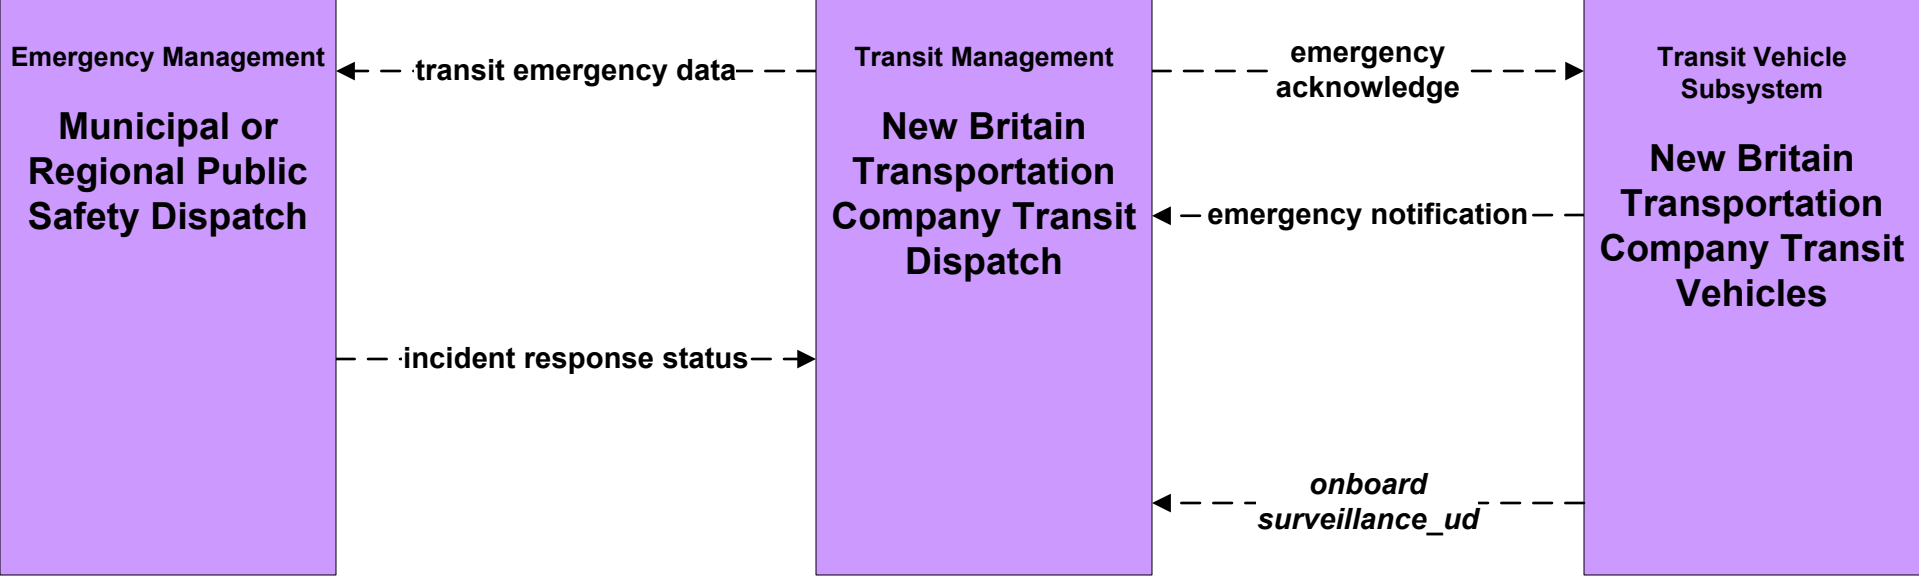 Emergency Management
Municipal or
Regional Public
Safety Dispatch
transit emergency data
incident response status
Transit Management
New Britain
Transportation
Company Transit
Dispatch
emergency
acknowledge
emergency notification
onboard
surveillance_ud
Transit Vehicle
Subsystem
New Britain
Transportation
Company Transit
Vehicles